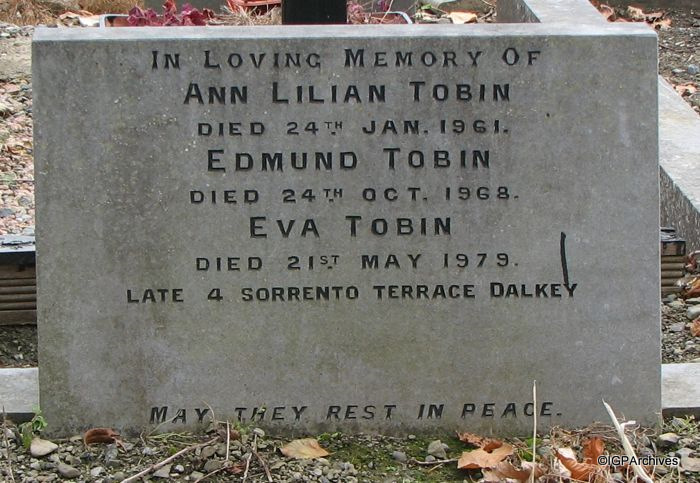 In Loving Memory Of
Ann Lilian Tobin
DIED 24TH JAN. 1961.
Edmund Tobin
DIED 24TH OCT. 1968.
Eva Tobin
DIED 21ST MAY 1979.
LATE 4 SORRENTO TERRACE DALKEY
MAY THEY REST IN PEACE.
©IGPArchives